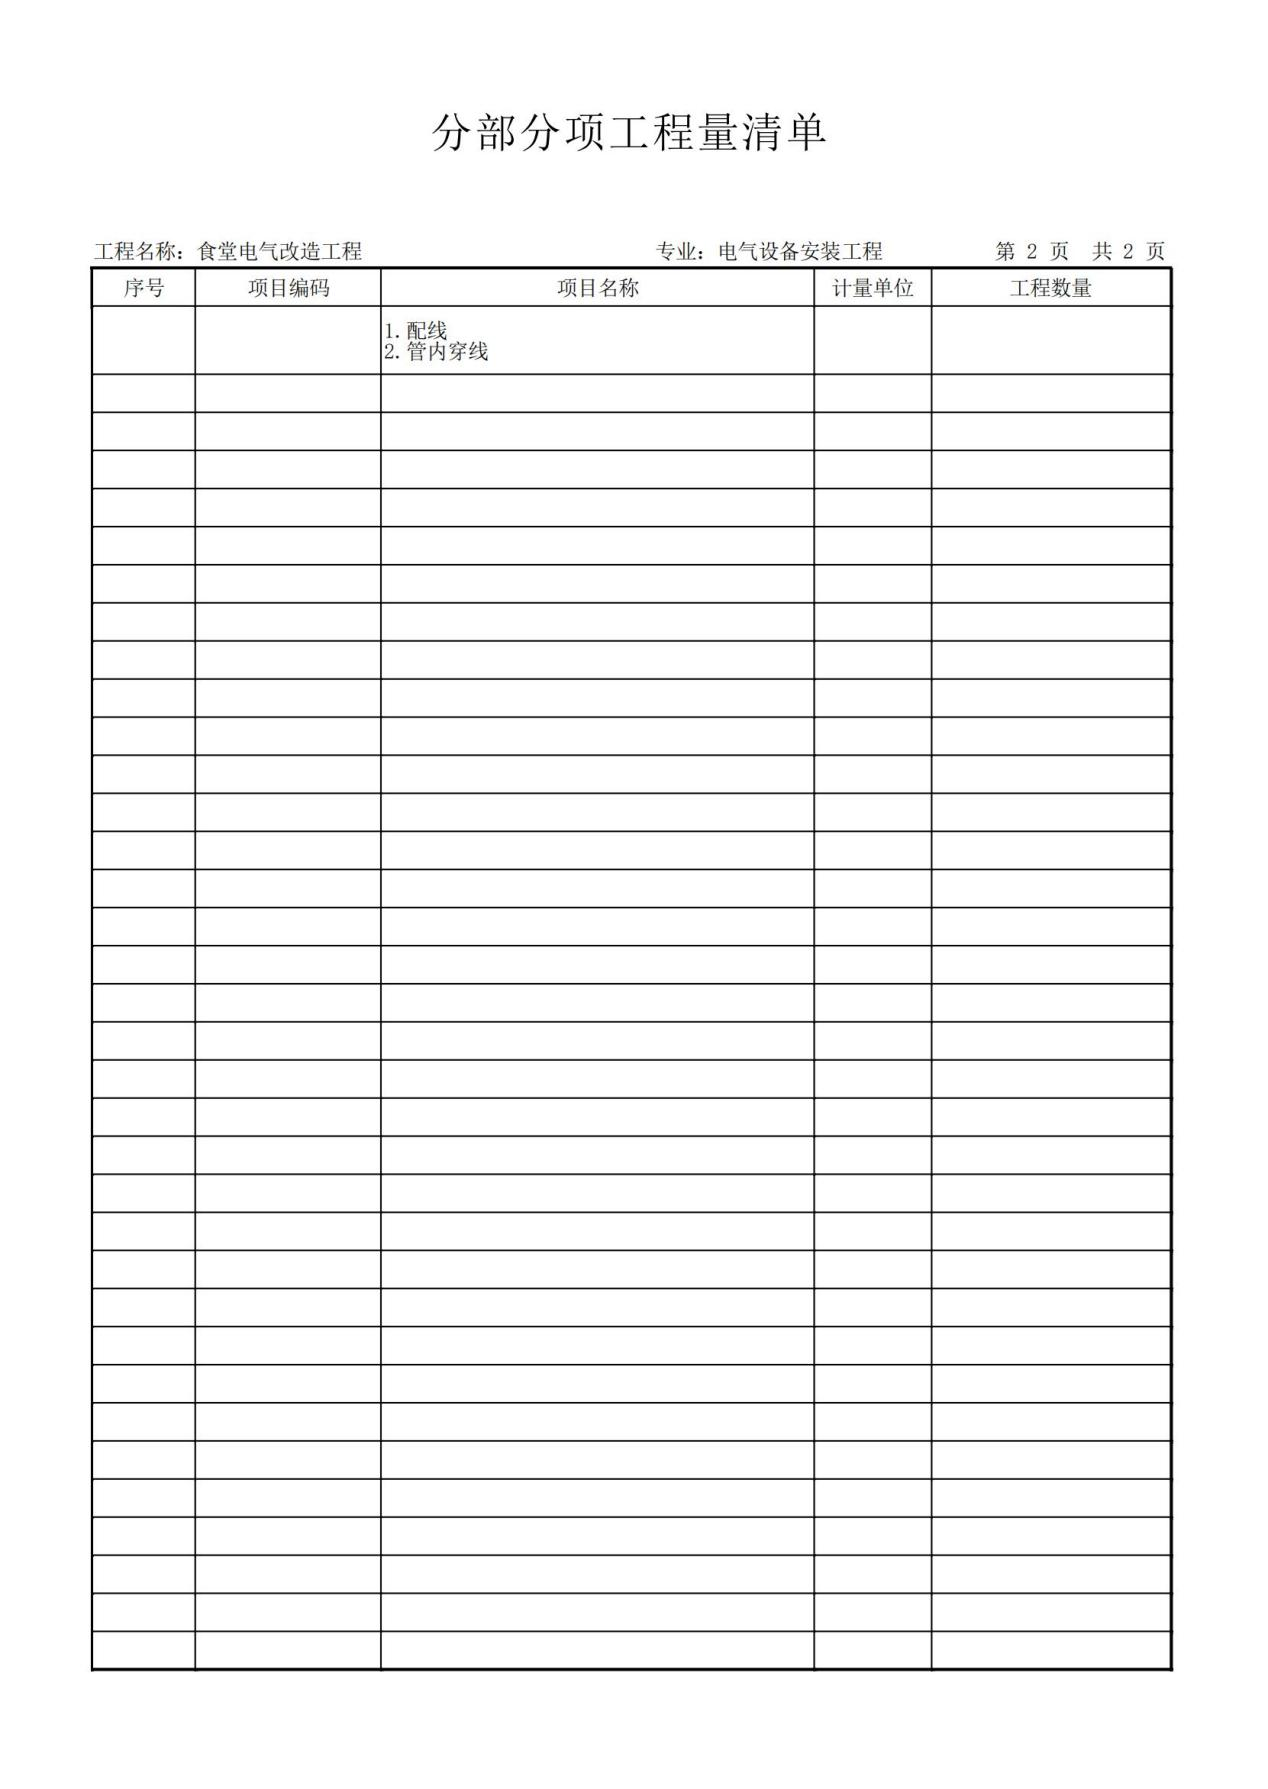 分部分项工程量清单
工程名称：食堂电气改造工程 专业：电气设备安装工程 第 2 页 共 2 页
序号 项目编码 项目名称 计量单位 工程数量
1.配线
2.管内穿线